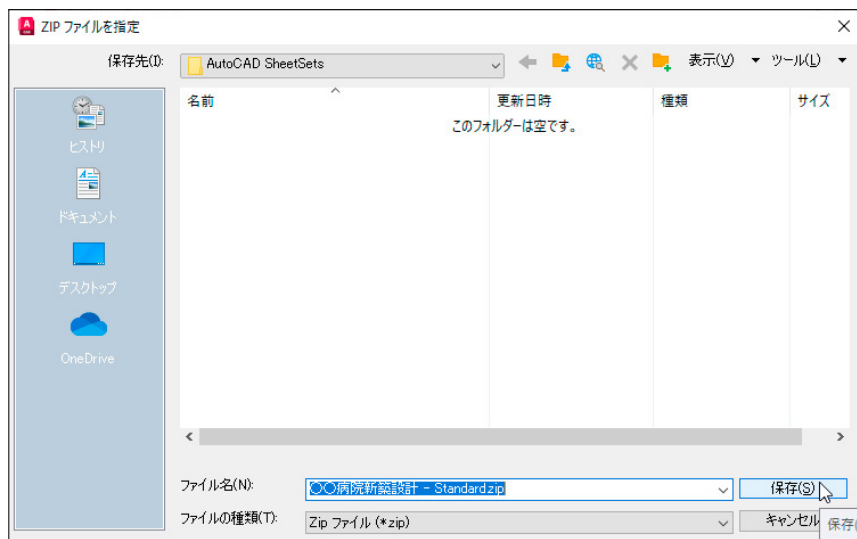 ZIP ファイルを指定
保存先(I): AutoCAD SheetSets 表示(V) ツール(L)
名前 更新日時 種類 サイズ
このフォルダーは空です。
ヒストリ
ドキュメント
デスクトップ
OneDrive
ファイル名(N): 〇〇病院新築設計 - Standard.zip 保存(S)
ファイルの種類(T): Zip ファイル (*.zip) キャンセル 保存(